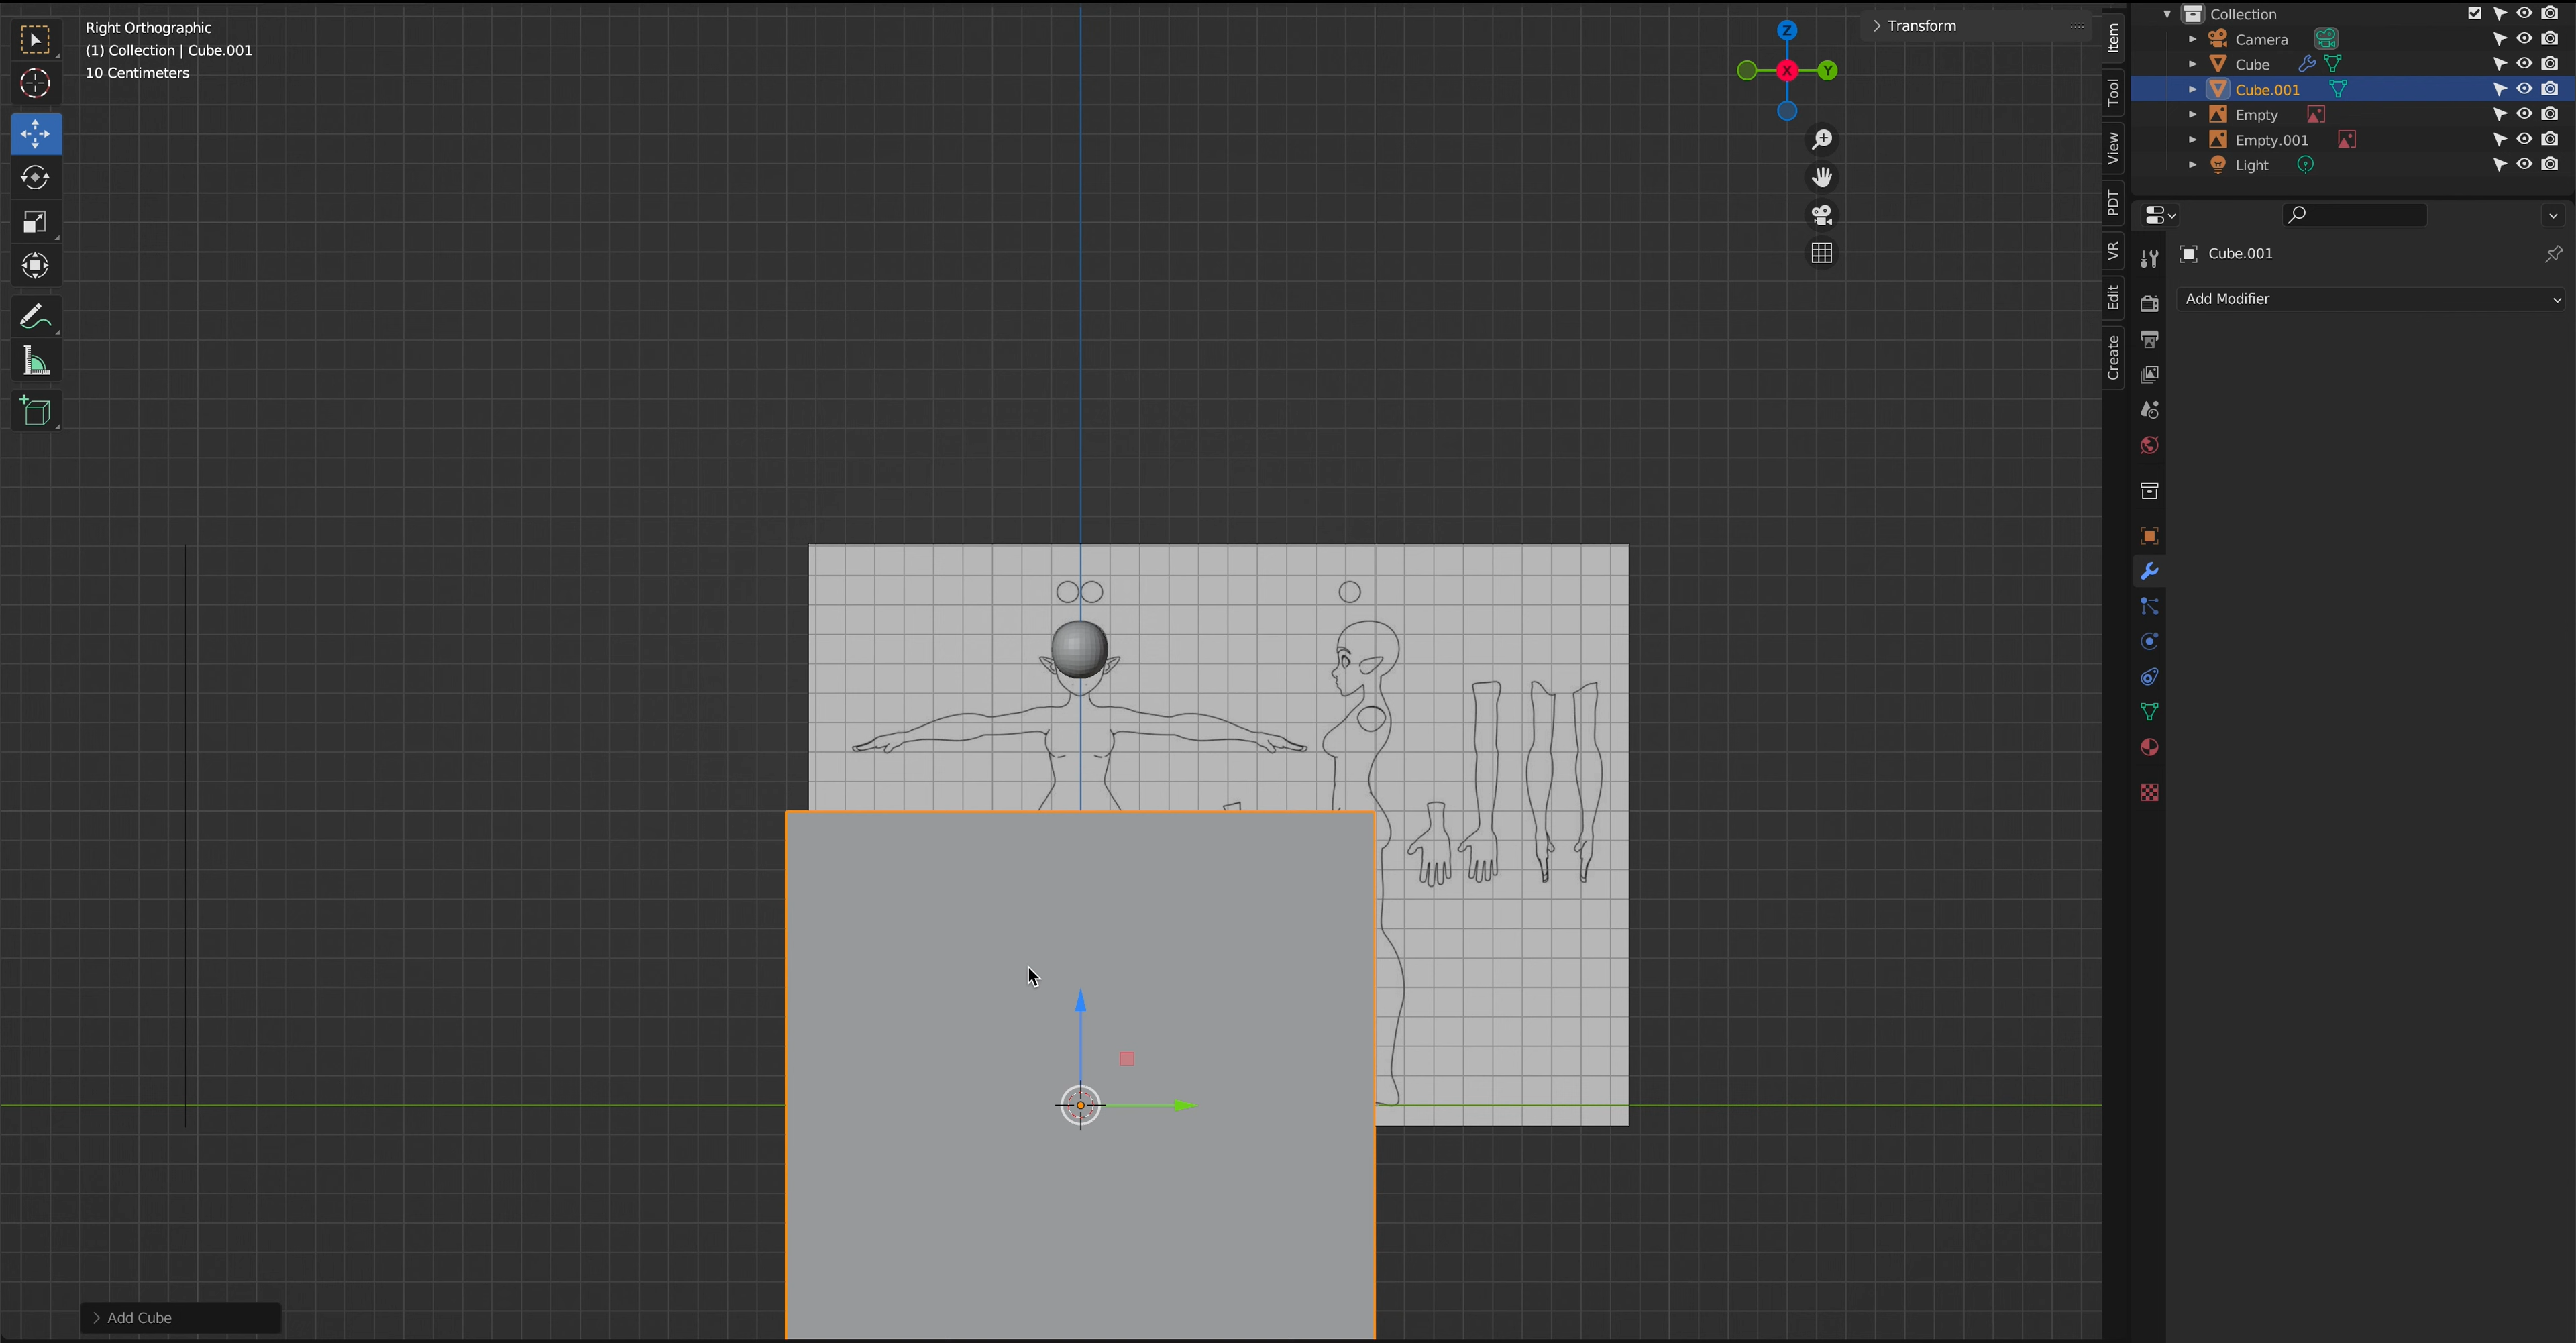 Right Orthographic
(1) Collection | Cube.001
10 Centimeters
Z
X
Y
Transform
Item
Tool
View
PDT
VR
Edit
Create
Collection
Camera
Cube
Cube.001
Empty
Empty.001
Light
Cube.001
Add Modifier
Add Cube